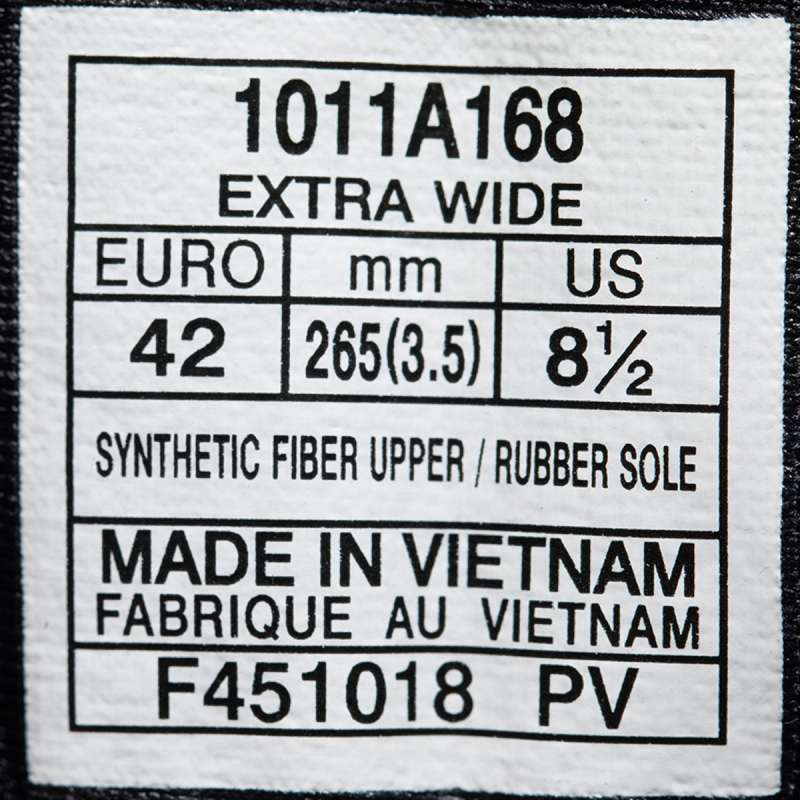 1011A168
EXTRA WIDE
EURO mm US
42 265(3.5) 8½
SYNTHETIC FIBER UPPER / RUBBER SOLE
MADE IN VIETNAM
FABRIQUE AU VIETNAM
F451018 PV